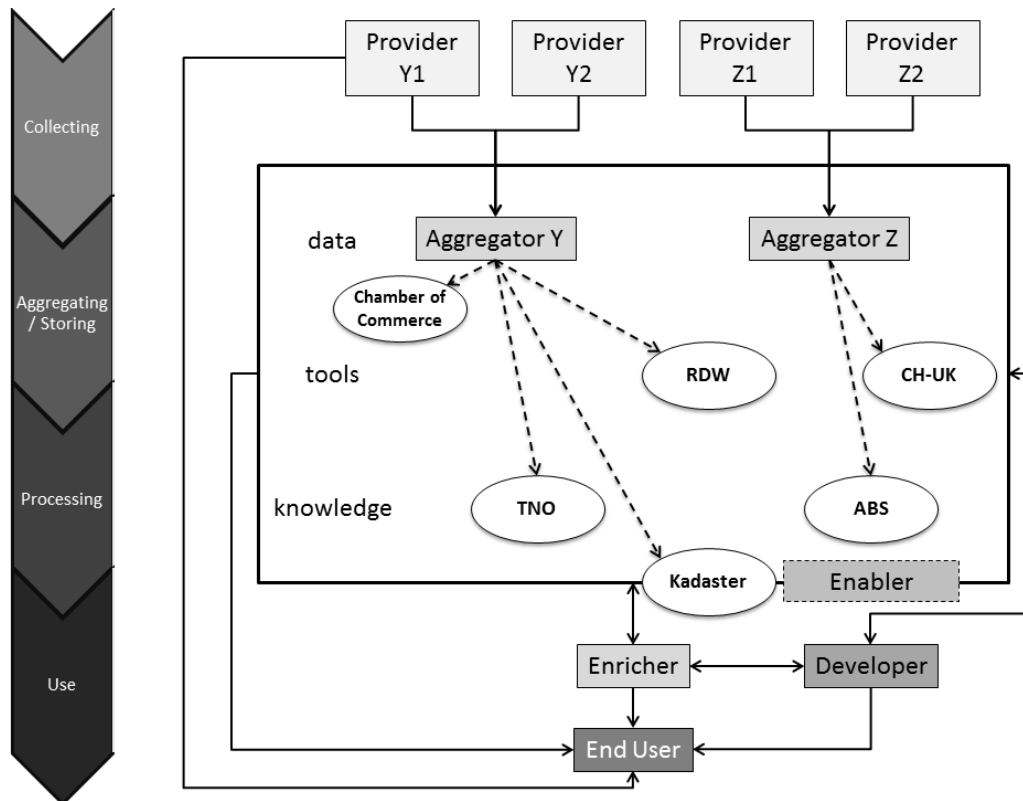 Provider
Y1
Provider
Y2
Provider
Z1
Provider
Z2
Collecting
data
Aggregator Y
Aggregator Z
Aggregating
/ Storing
Chamber of
Commerce
tools
RDW
CH-UK
Processing
knowledge
TNO
ABS
Kadaster
Enabler
Use
Enricher
Developer
End User